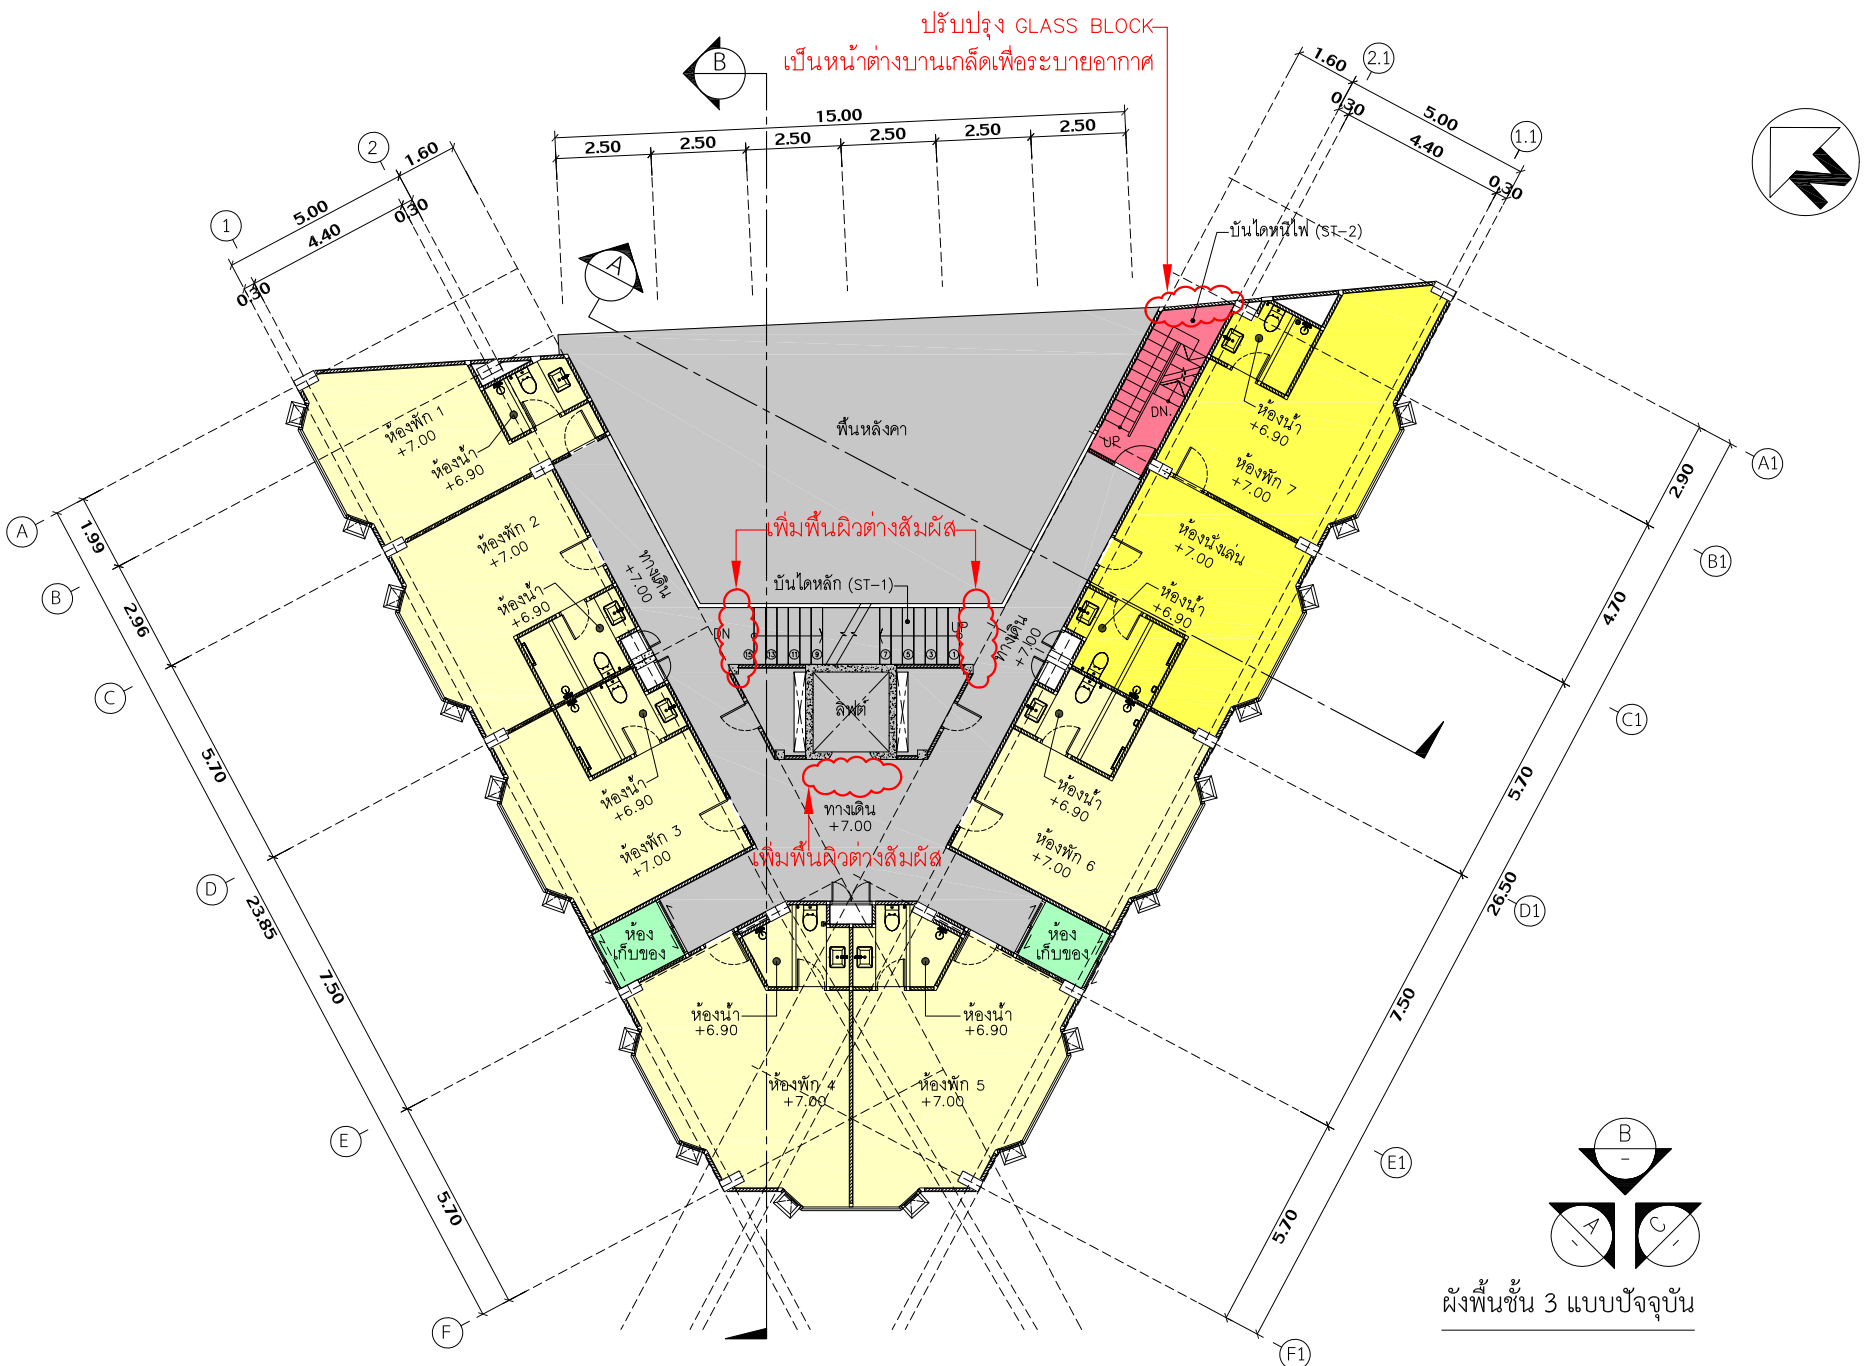 ปรับปรุง GLASS BLOCK
เป็นหน้าต่างบานเกล็ดเพื่อระบายอากาศ
B
15.00
2.50 2.50 2.50 2.50 2.50 2.50
2
1.60
5.00
4.40
0.30
0.30
1
A
1.60
2.1
0.30
5.00
4.40
1.1
0.30
N
บันไดหนีไฟ (ST-2)
DN.
UP
พื้นหลังคา
ห้องพัก 1
+7.00
ห้องน้ำ
+6.90
ห้องพัก 2
+7.00
ห้องน้ำ
+6.90
ทางเดิน
+7.00
เพิ่มพื้นผิวต่างสัมผัส
บันไดหลัก (ST-1)
DN
UP
15 13 11 9 7 5 3 1
ลิฟต์
ทางเดิน
+7.00
ห้องน้ำ
+6.90
ห้องพัก 7
+7.00
ห้องนั่งเล่น
+7.00
ห้องน้ำ
+6.90
ห้องน้ำ
+6.90
ห้องพัก 3
+7.00
ทางเดิน
+7.00
เพิ่มพื้นผิวต่างสัมผัส
ห้องน้ำ
+6.90
ห้องพัก 6
+7.00
ห้อง
เก็บของ
ห้อง
เก็บของ
ห้องน้ำ
+6.90
ห้องน้ำ
+6.90
ห้องพัก 4
+7.00
ห้องพัก 5
+7.00
A
B
C
D
E
F
1.99
2.96
5.70
23.85
7.50
5.70
A1
B1
C1
D1
E1
F1
2.90
4.70
5.70
26.50
7.50
5.70
B
-
A
-
C
-
ผังพื้นชั้น 3 แบบปัจจุบัน